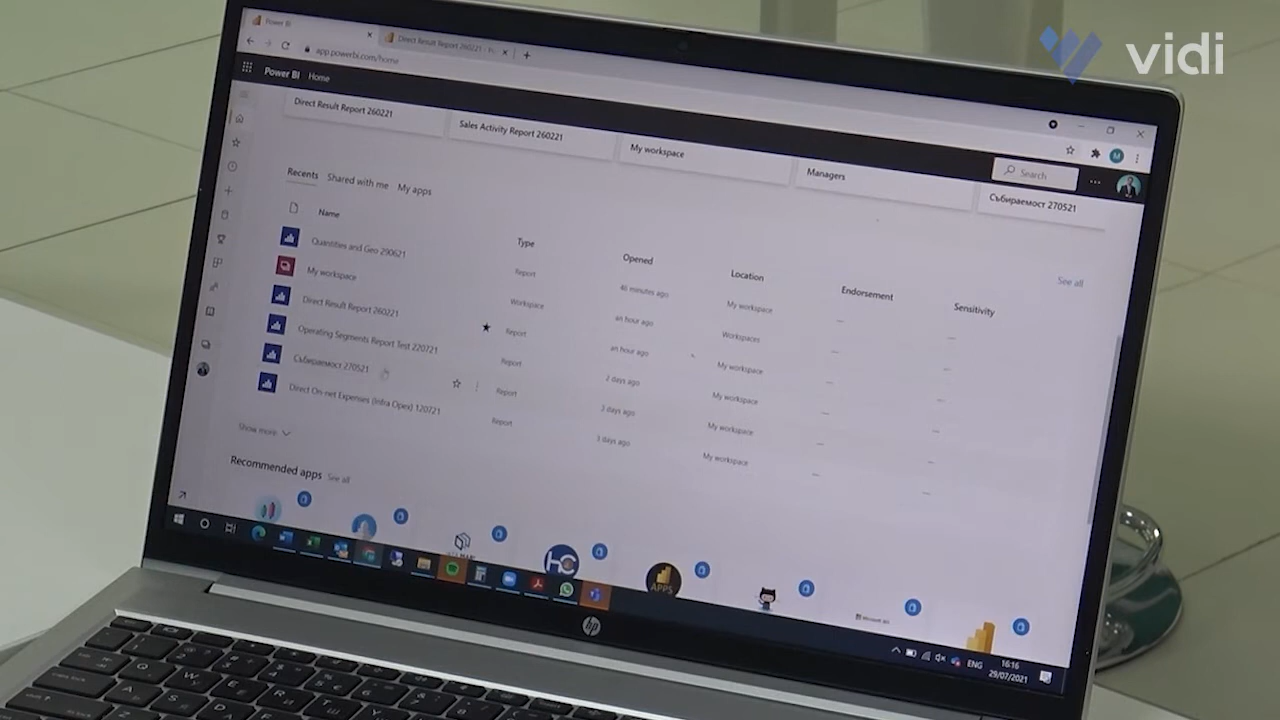 vidi
Power BI
Direct Result Report 260221 - Po
app.powerbi.com/home
Power BI Home
Search
Direct Result Report 260221
Sales Activity Report 260221
My workspace
Managers
Събираемост 270521
Recents Shared with me My apps
See all
Name Type Opened Location Endorsement Sensitivity
Quantities and Geo 290621 Report 46 minutes ago My workspace
My workspace Workspace an hour ago Workspaces
Direct Result Report 260221 Report an hour ago My workspace
Operating Segments Report Test 220721 Report 2 days ago My workspace
Събираемост 270521 Report 3 days ago My workspace
Direct On-net Expenses (Infra Opex) 120721 Report 3 days ago My workspace
Show more
Recommended apps See all
HC
APPS
ENG
16:16
29/07/2021
hp